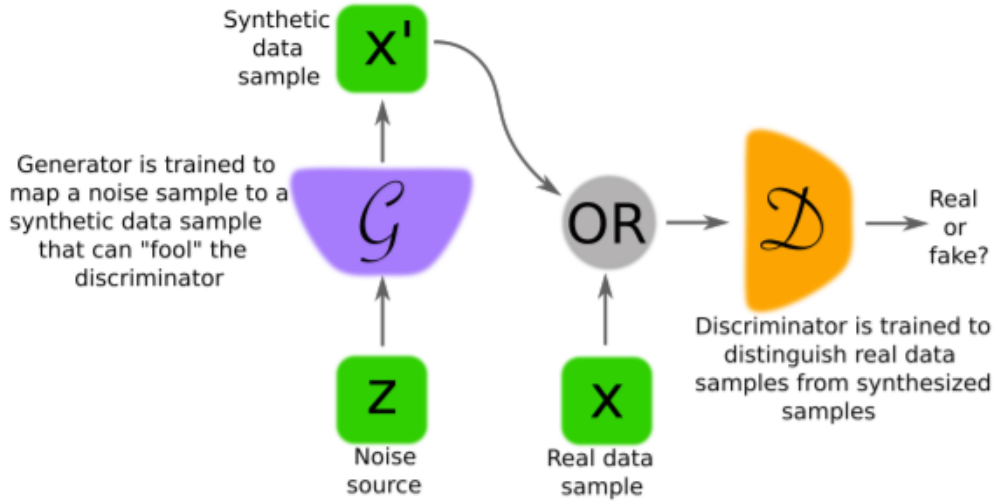 Synthetic
data
sample
x'
Generator is trained to
map a noise sample to a
synthetic data sample
that can "fool" the
discriminator
G
OR
D
Real
or
fake?
Discriminator is trained to
distinguish real data
samples from synthesized
samples
z
Noise
source
x
Real data
sample